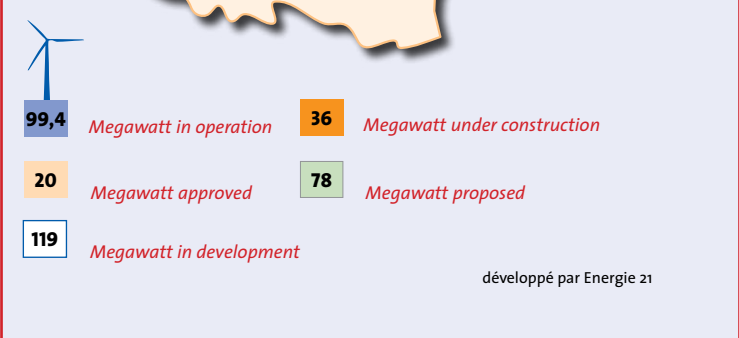 99,4 Megawatt in operation
36 Megawatt under construction
20 Megawatt approved
78 Megawatt proposed
119 Megawatt in development
développé par Energie 21